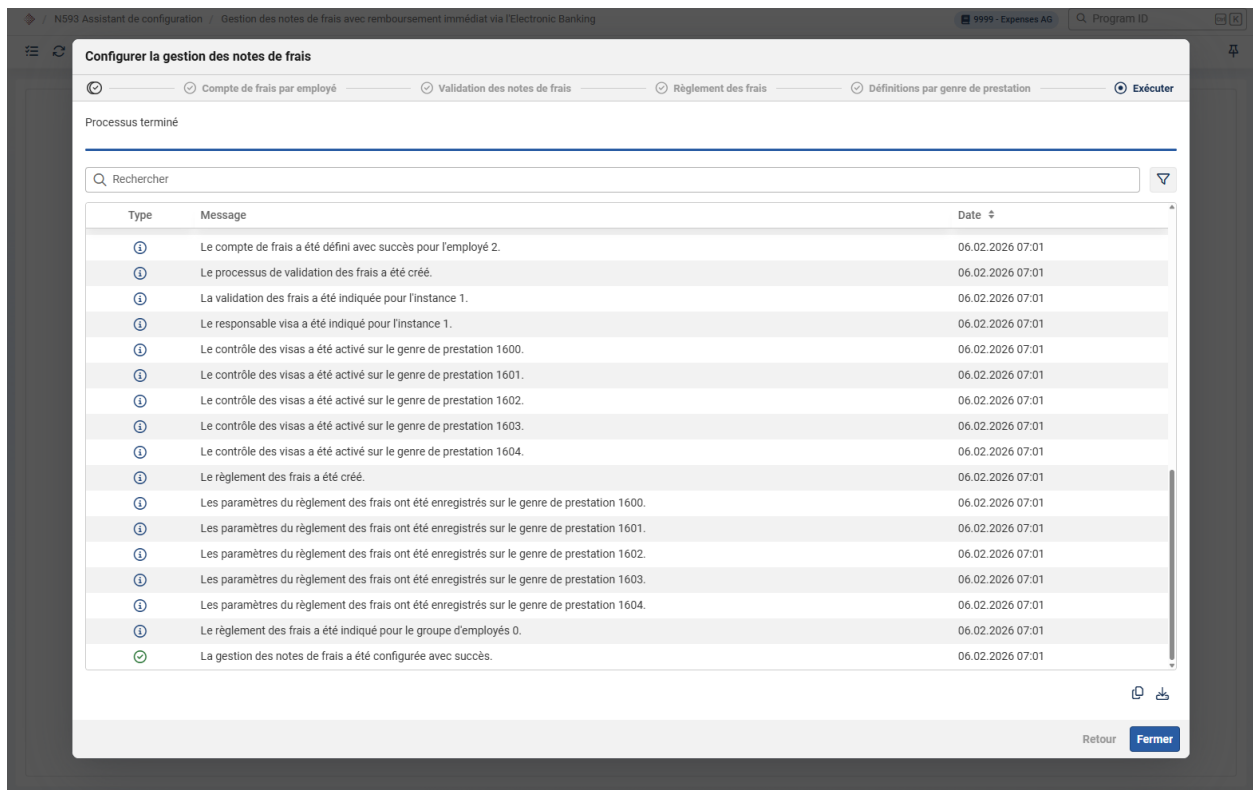 / N593 Assistant de configuration / Gestion des notes de frais avec remboursement immédiat via l'Electronic Banking
9999 - Expenses AG
Program ID
K
Configurer la gestion des notes de frais
Compte de frais par employé
Validation des notes de frais
Règlement des frais
Définitions par genre de prestation
Exécuter
Processus terminé
Rechercher
Type Message Date
Le compte de frais a été défini avec succès pour l'employé 2. 06.02.2026 07:01
Le processus de validation des frais a été créé. 06.02.2026 07:01
La validation des frais a été indiquée pour l'instance 1. 06.02.2026 07:01
Le responsable visa a été indiqué pour l'instance 1. 06.02.2026 07:01
Le contrôle des visas a été activé sur le genre de prestation 1600. 06.02.2026 07:01
Le contrôle des visas a été activé sur le genre de prestation 1601. 06.02.2026 07:01
Le contrôle des visas a été activé sur le genre de prestation 1602. 06.02.2026 07:01
Le contrôle des visas a été activé sur le genre de prestation 1603. 06.02.2026 07:01
Le contrôle des visas a été activé sur le genre de prestation 1604. 06.02.2026 07:01
Le règlement des frais a été créé. 06.02.2026 07:01
Les paramètres du règlement des frais ont été enregistrés sur le genre de prestation 1600. 06.02.2026 07:01
Les paramètres du règlement des frais ont été enregistrés sur le genre de prestation 1601. 06.02.2026 07:01
Les paramètres du règlement des frais ont été enregistrés sur le genre de prestation 1602. 06.02.2026 07:01
Les paramètres du règlement des frais ont été enregistrés sur le genre de prestation 1603. 06.02.2026 07:01
Les paramètres du règlement des frais ont été enregistrés sur le genre de prestation 1604. 06.02.2026 07:01
Le règlement des frais a été indiqué pour le groupe d'employés 0. 06.02.2026 07:01
La gestion des notes de frais a été configurée avec succès. 06.02.2026 07:01
Retour
Fermer